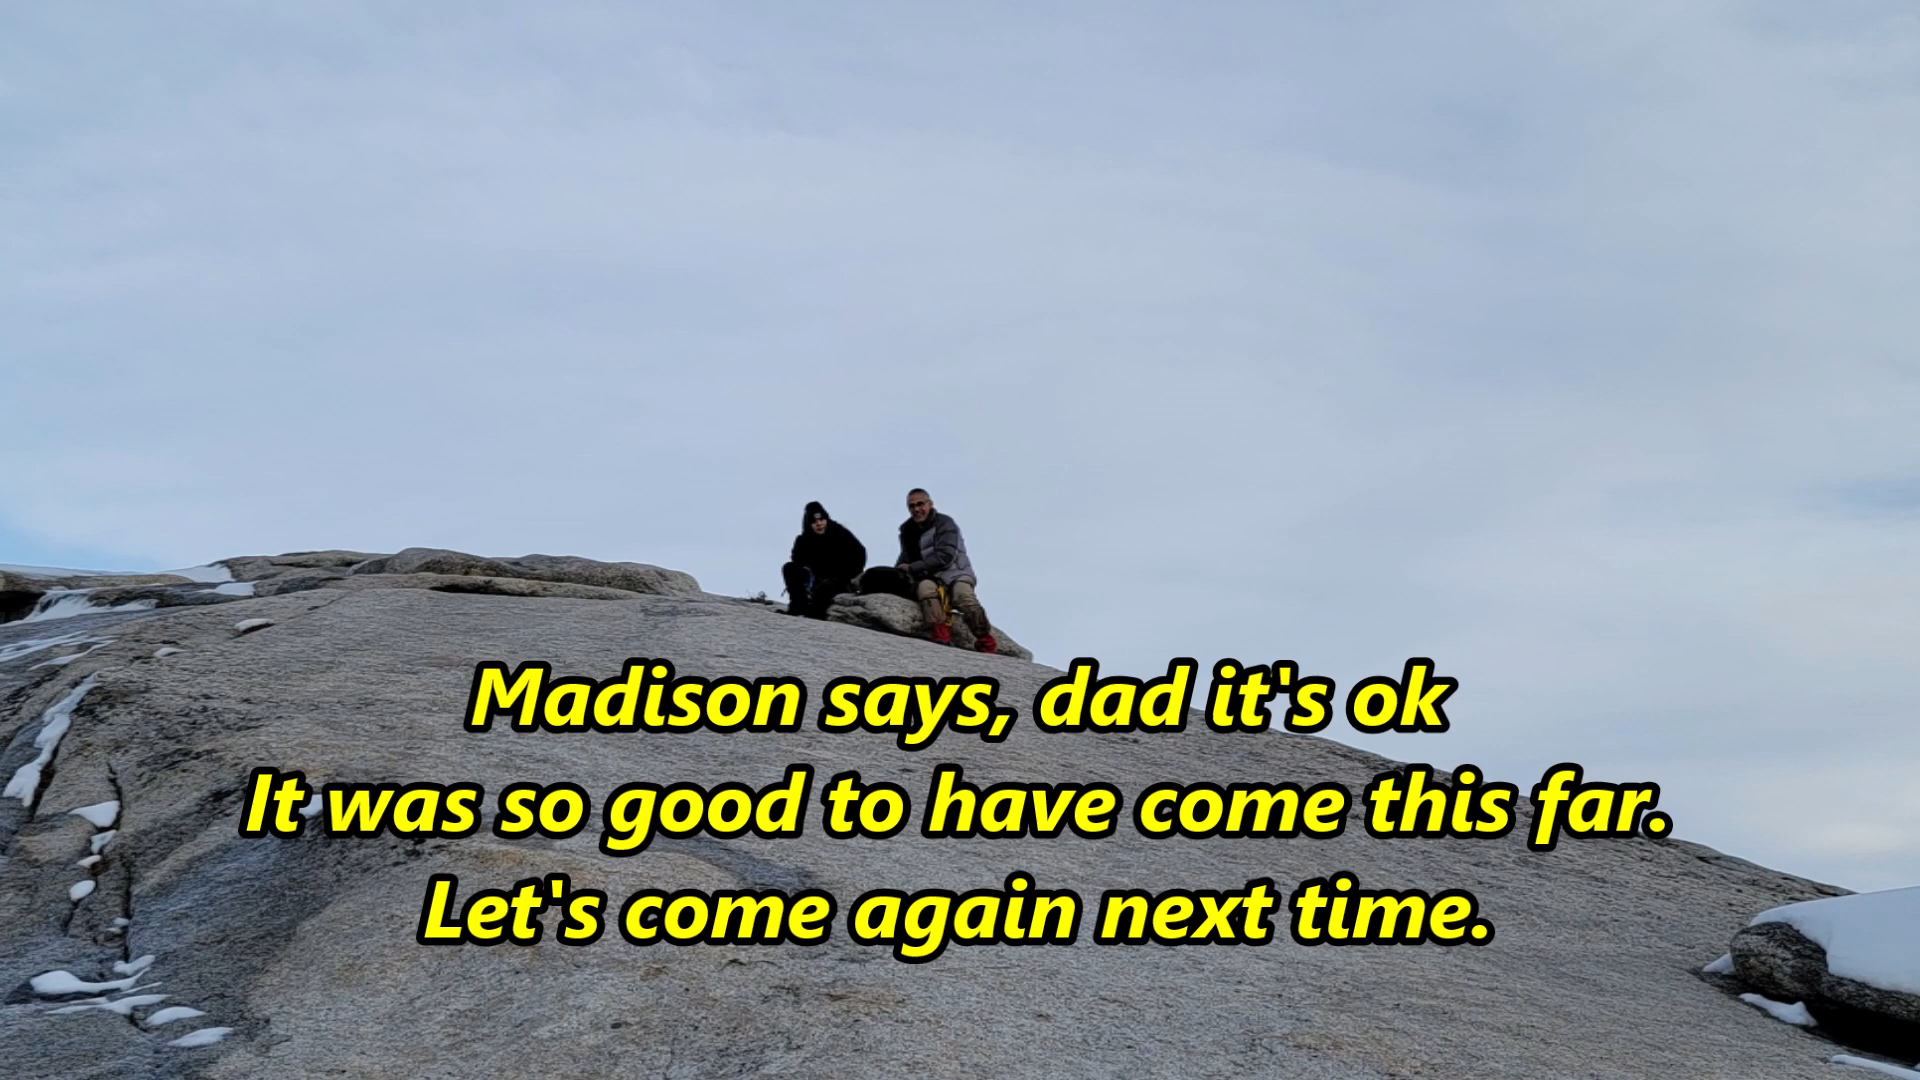 Madison says, dad it's ok
It was so good to have come this far.
Let's come again next time.